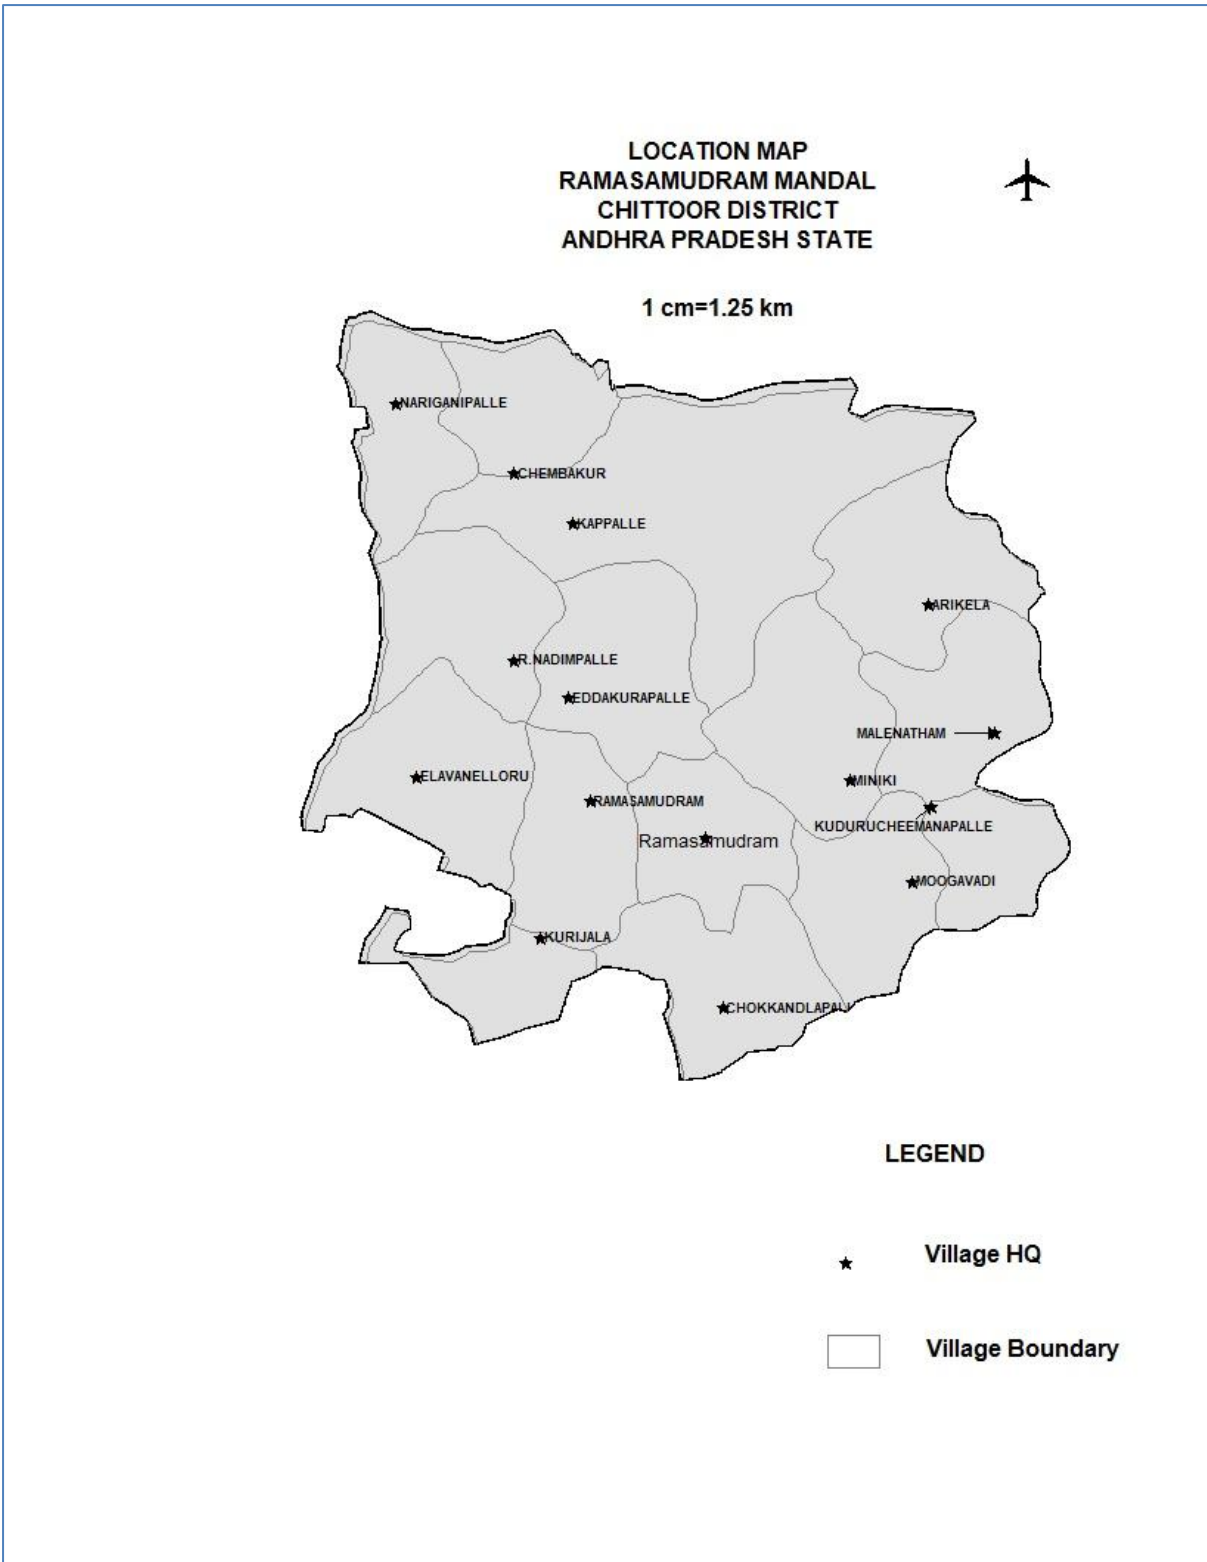 LOCATION MAP
RAMASAMUDRAM MANDAL
CHITTOOR DISTRICT
ANDHRA PRADESH STATE
1 cm=1.25 km
NARIGANIPALLE
CHEMBAKUR
KAPPALLE
ARIKELA
R.NADIMPALLE
EDDAKURAPALLE
MALENATHAM
ELAVANELLORU
MINIKI
RAMASAMUDRAM
KUDURUCHEEMANAPALLE
Ramasamudram
MOOGAVADI
KURIJALA
CHOKKANDLAPALL
LEGEND
Village HQ
Village Boundary